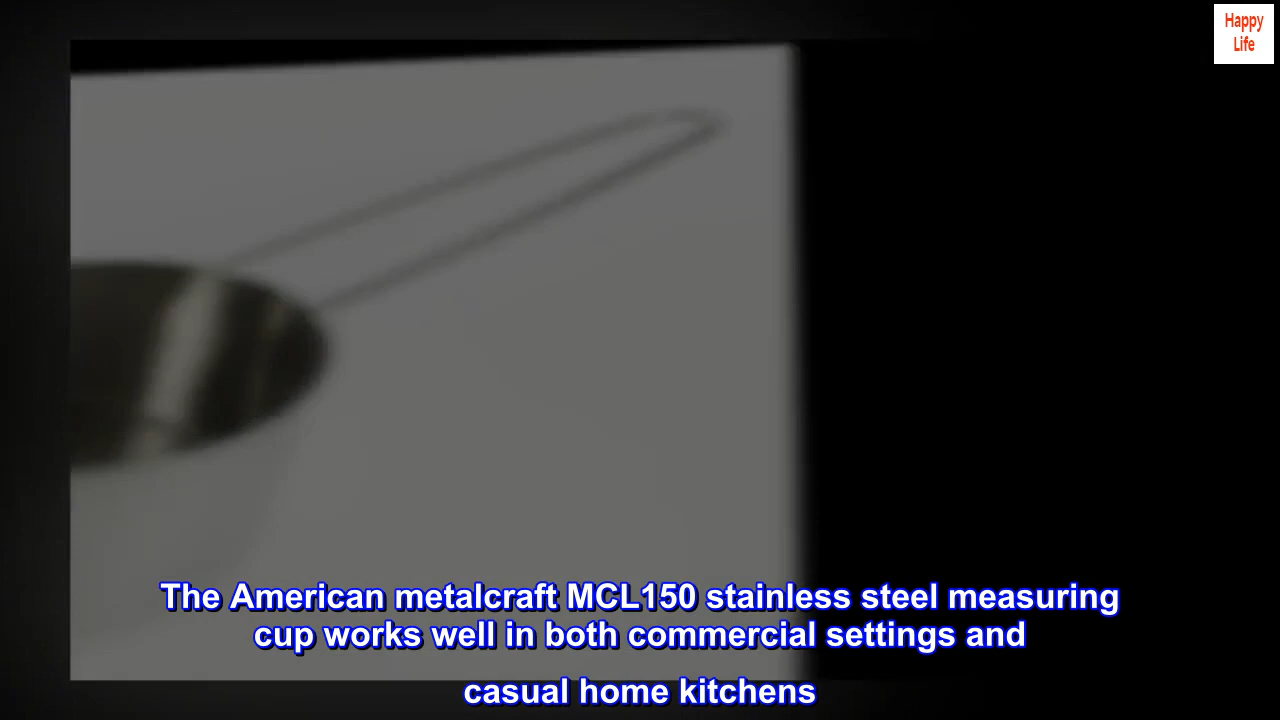 Happy
Life
The American metalcraft MCL150 stainless steel measuring
cup works well in both commercial settings and
casual home kitchens